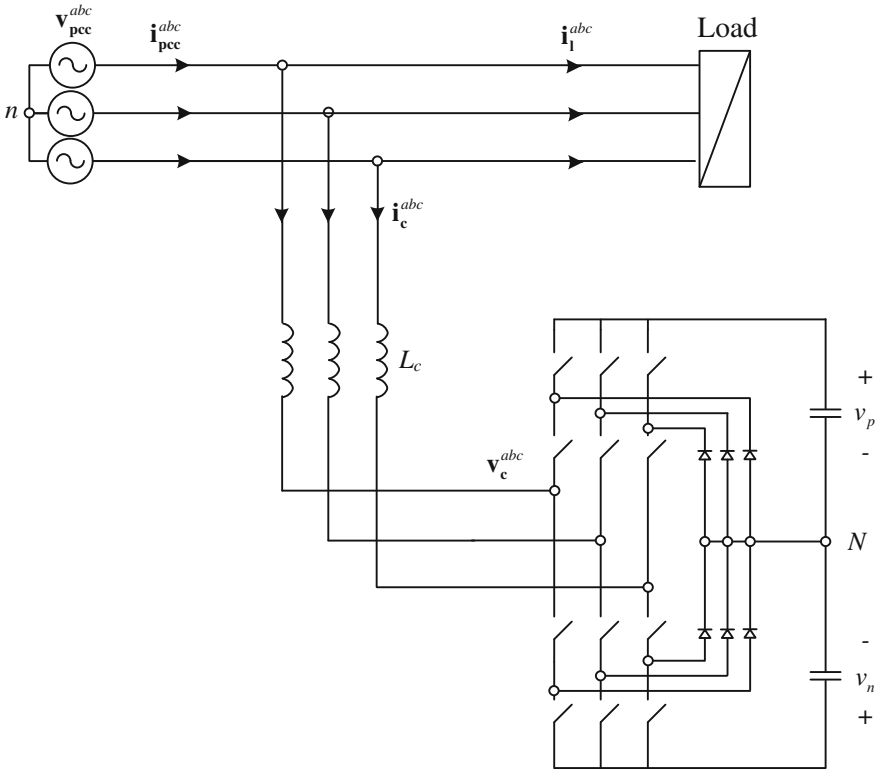 v_pcc^abc
i_pcc^abc
i_l^abc
Load
n
i_c^abc
L_c
+
v_p
-
v_c^abc
N
-
v_n
+